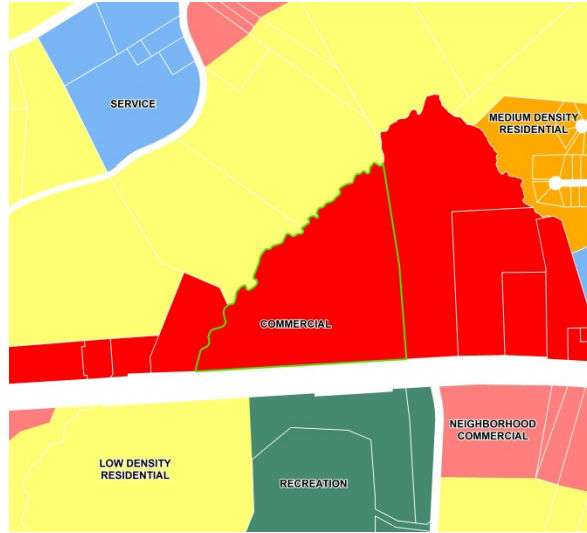 SERVICE
MEDIUM DENSITY
RESIDENTIAL
COMMERCIAL
NEIGHBORHOOD
COMMERCIAL
LOW DENSITY
RESIDENTIAL
RECREATION